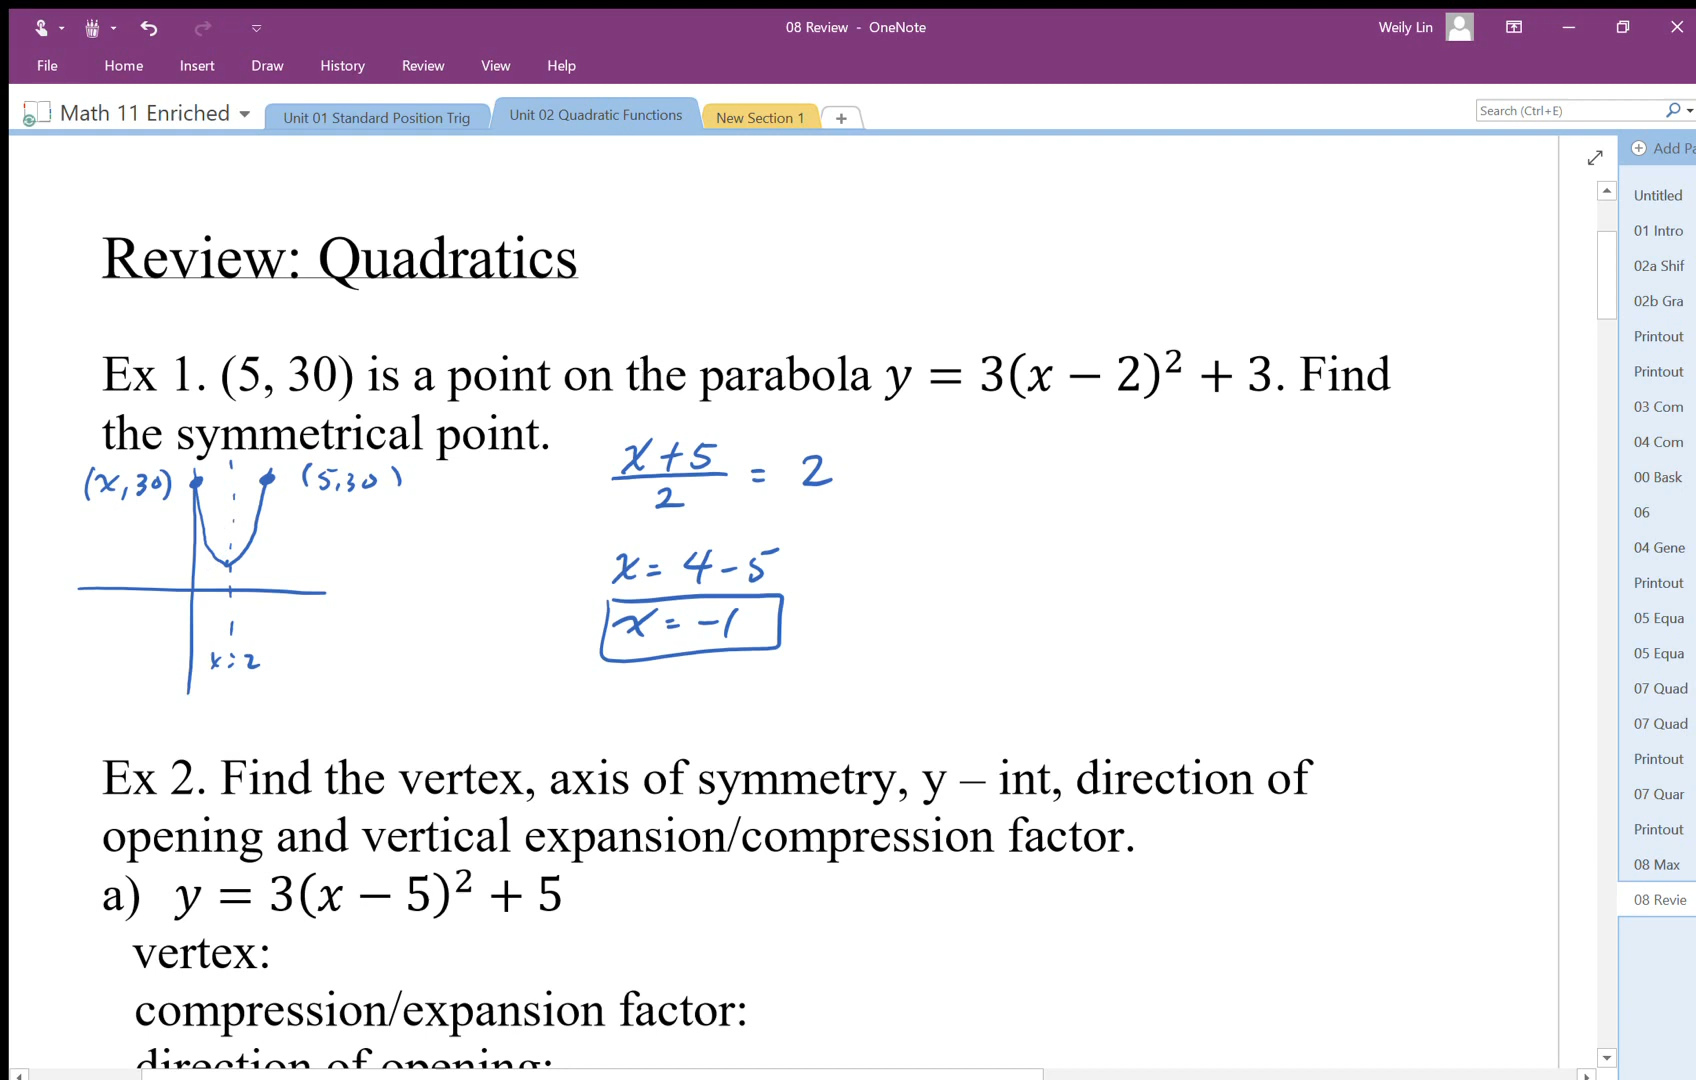 08 Review - OneNote
Weily Lin
File Home Insert Draw History Review View Help
Math 11 Enriched
Unit 01 Standard Position Trig
Unit 02 Quadratic Functions
New Section 1
+
Search (Ctrl+E)
Add Pa
Untitled
01 Intro
02a Shif
02b Gra
Printout
Printout
03 Com
04 Com
00 Bask
06
04 Gene
Printout
05 Equa
05 Equa
07 Quad
07 Quad
Printout
07 Quar
Printout
08 Max
08 Revie
Review: Quadratics
Ex 1. (5, 30) is a point on the parabola y = 3(x − 2)² + 3. Find
the symmetrical point.
(x, 30)
(5, 30)
x = 2
x + 5
2
= 2
x = 4 - 5
x = -1
Ex 2. Find the vertex, axis of symmetry, y – int, direction of
opening and vertical expansion/compression factor.
a) y = 3(x − 5)² + 5
vertex:
compression/expansion factor:
direction of opening: